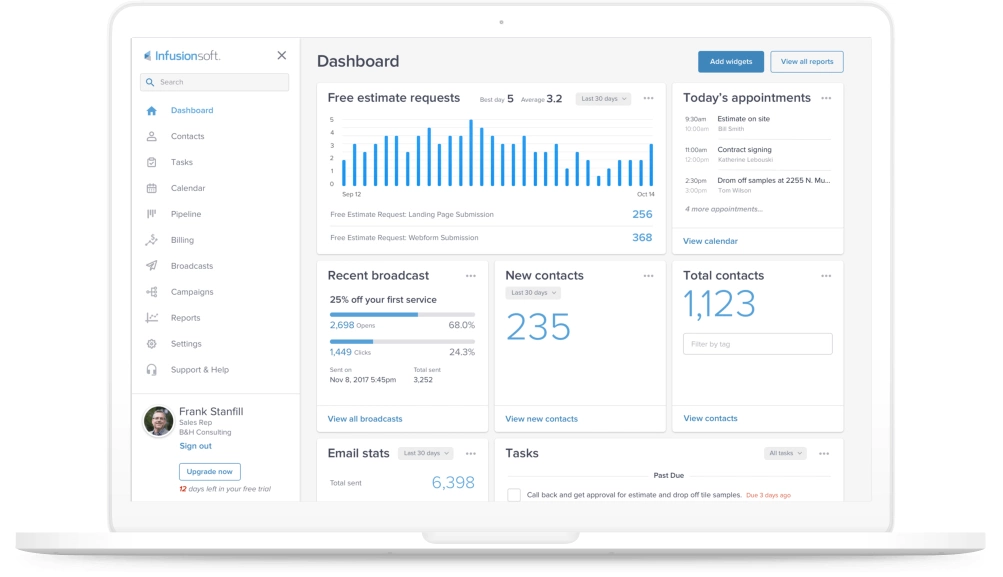 Infusionsoft.
Search
Dashboard
Contacts
Tasks
Calendar
Pipeline
Billing
Broadcasts
Campaigns
Reports
Settings
Support & Help
Frank Stanfill
Sales Rep
B&H Consulting
Sign out
Upgrade now
12 days left in your free trial
Dashboard
Add widgets
View all reports
Free estimate requests
Best day 5 Average 3.2
Last 30 days
5
4
3
2
1
0
Sep 12
Oct 14
Free Estimate Request: Landing Page Submission 256
Free Estimate Request: Webform Submission 368
Today's appointments
9:30am Estimate on site
10:00am Bill Smith
11:00am Contract signing
12:00pm Katherine Lebouski
2:30pm Drom off samples at 2255 N. Mu...
3:00pm Tom Wilson
4 more appointments...
View calendar
Recent broadcast
25% off your first service
2,698 Opens 68.0%
1,449 Clicks 24.3%
Sent on Total sent
Nov 8, 2017 5:45pm 3,252
View all broadcasts
New contacts
Last 30 days
235
View new contacts
Total contacts
1,123
Filter by tag
View contacts
Email stats
Last 30 days
Total sent 6,398
Tasks
All tasks
Past Due
Call back and get approval for estimate and drop off tile samples. Due 3 days ago